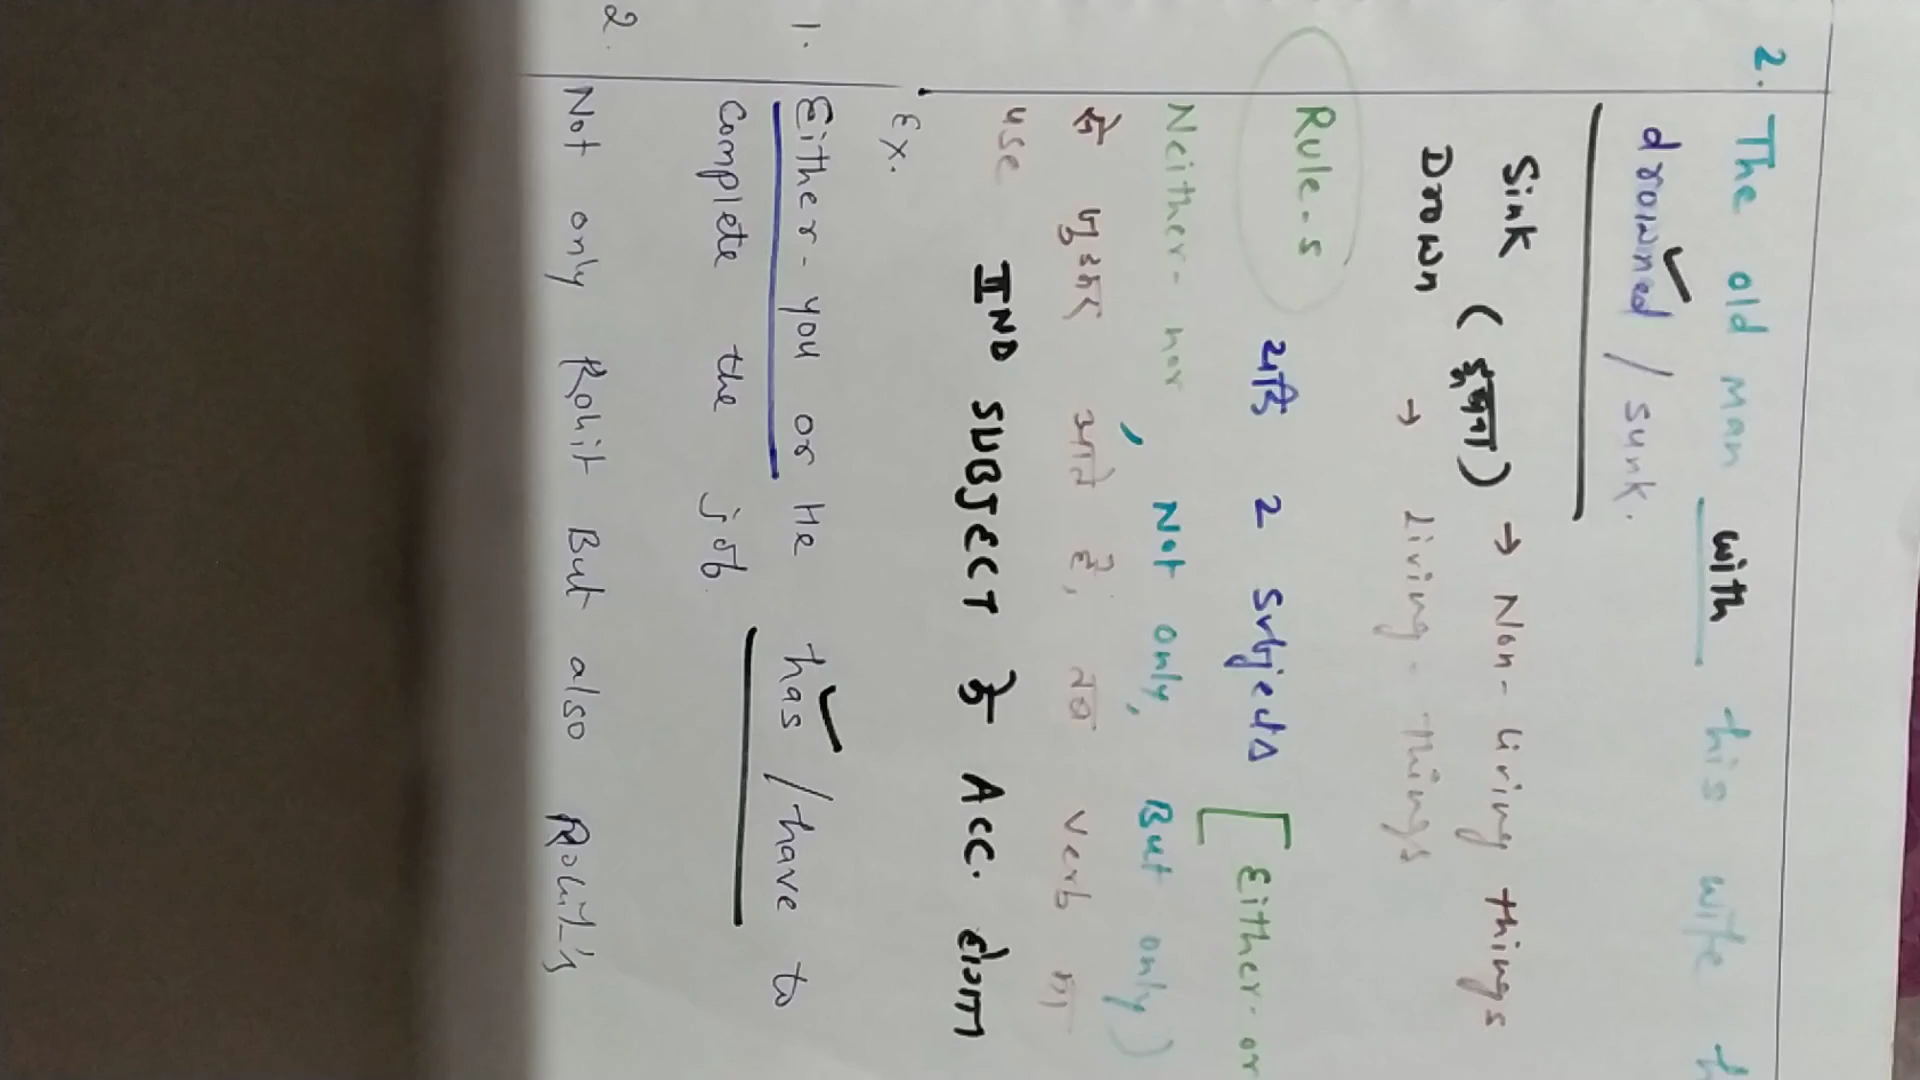 2. The old man with his wife h
drowned / sunk.
Sink (डूबना) → Non-living things
Drown → living-things
Rule-5
यदि 2 subjects [Either-or
Neither-nor, Not only, But only)
से जुड़कर आते हैं, तब verb का
use IIND SUBJECT के Acc. होगा
Ex.
1. Either-you or He has / have to
Complete the job.
2. Not only Rohit But also Rohit's